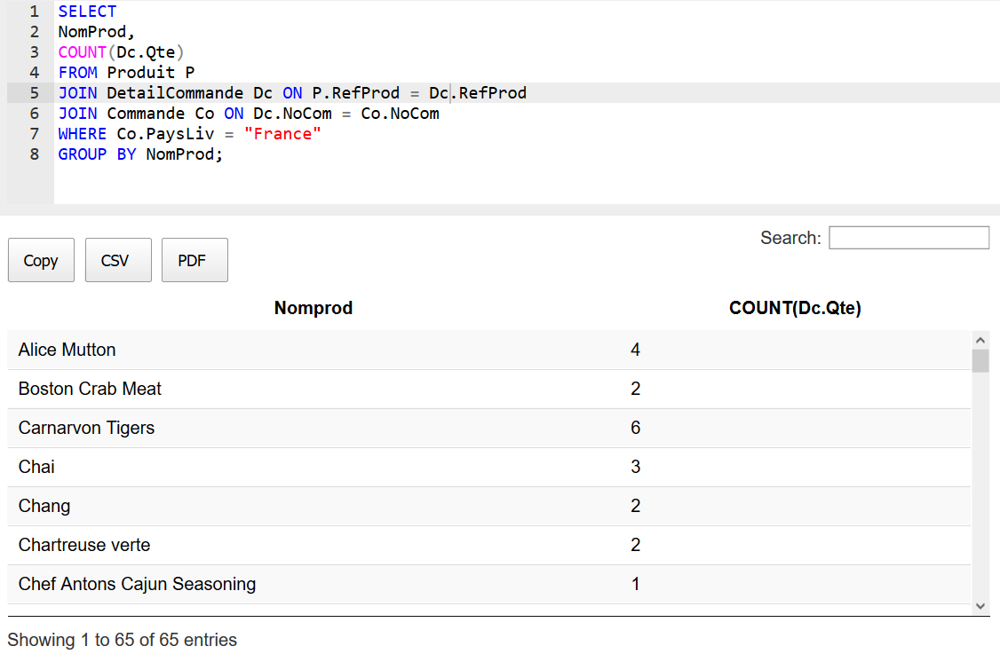 1 SELECT
2 NomProd,
3 COUNT(Dc.Qte)
4 FROM Produit P
5 JOIN DetailCommande Dc ON P.RefProd = Dc.RefProd
6 JOIN Commande Co ON Dc.NoCom = Co.NoCom
7 WHERE Co.PaysLiv = "France"
8 GROUP BY NomProd;
Search:
Copy CSV PDF
Nomprod COUNT(Dc.Qte)
Alice Mutton 4
Boston Crab Meat 2
Carnarvon Tigers 6
Chai 3
Chang 2
Chartreuse verte 2
Chef Antons Cajun Seasoning 1
Showing 1 to 65 of 65 entries